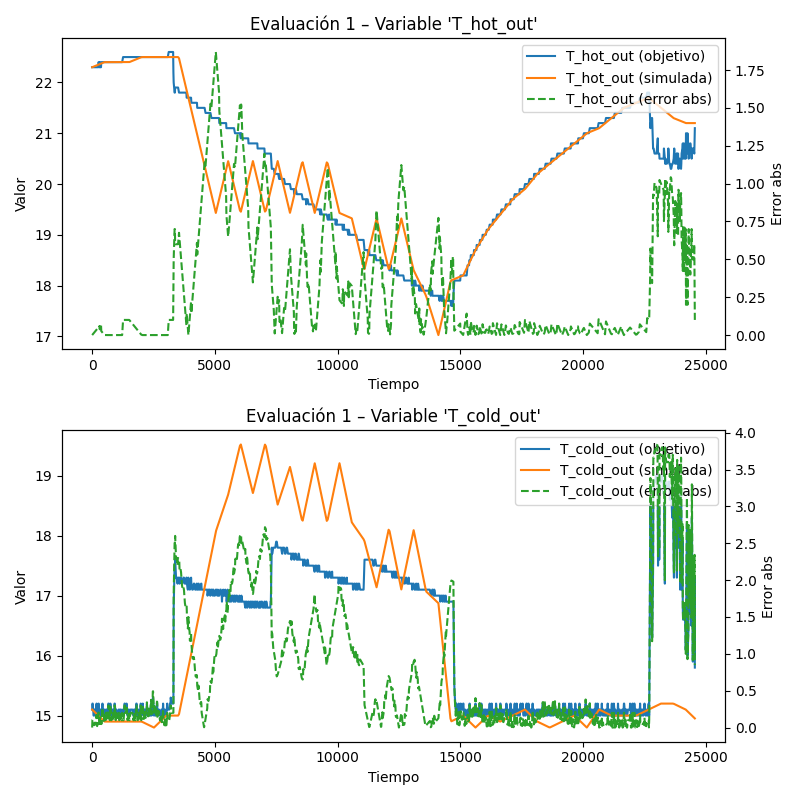 Evaluación 1 – Variable 'T_hot_out'
T_hot_out (objetivo)
T_hot_out (simulada)
T_hot_out (error abs)
Valor
22
21
20
19
18
17
1.75
1.50
1.25
1.00
0.75
0.50
0.25
0.00
Error abs
0 5000 10000 15000 20000 25000
Tiempo
Evaluación 1 – Variable 'T_cold_out'
T_cold_out (objetivo)
T_cold_out (simulada)
T_cold_out (error abs)
Valor
19
18
17
16
15
4.0
3.5
3.0
2.5
2.0
1.5
1.0
0.5
0.0
Error abs
0 5000 10000 15000 20000 25000
Tiempo